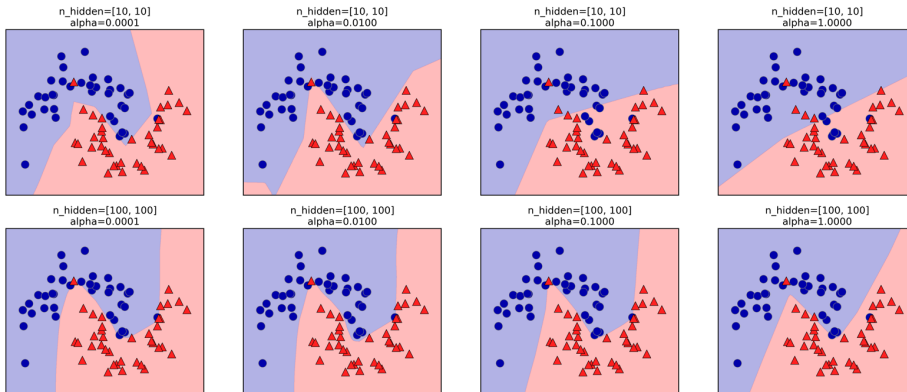 n_hidden=[10, 10]
alpha=0.0001
n_hidden=[10, 10]
alpha=0.0100
n_hidden=[10, 10]
alpha=0.1000
n_hidden=[10, 10]
alpha=1.0000
n_hidden=[100, 100]
alpha=0.0001
n_hidden=[100, 100]
alpha=0.0100
n_hidden=[100, 100]
alpha=0.1000
n_hidden=[100, 100]
alpha=1.0000